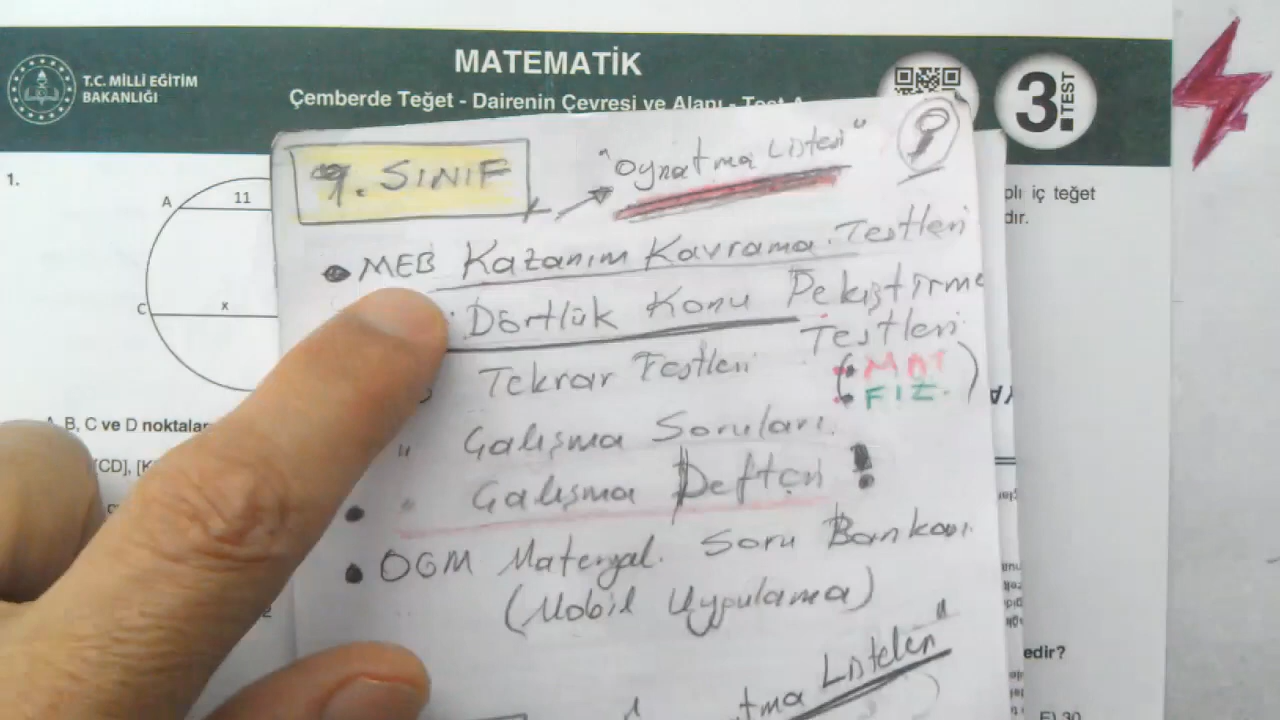 MATEMATİK
T.C. MİLLİ EĞİTİM
BAKANLIĞI
Çemberde Teğet - Dairenin Çevresi ve Alanı - Test
3.
TEST
9. SINIF
"Oynatma Listesi"
MEB Kazanım Kavrama Testleri
" Dörtlük Konu Pekiştirme
Testleri
Tekrar Testleri
(• MAT
• FİZ.)
" Çalışma Soruları.
" Çalışma Defteri !
OGM Materyal. Soru Bankası.
(Mobil Uygulama)
Listeleri"
1.
A
11
C
x
B, C ve D noktalar
[CD],
iç teğet
dır.
edir?
E) 30